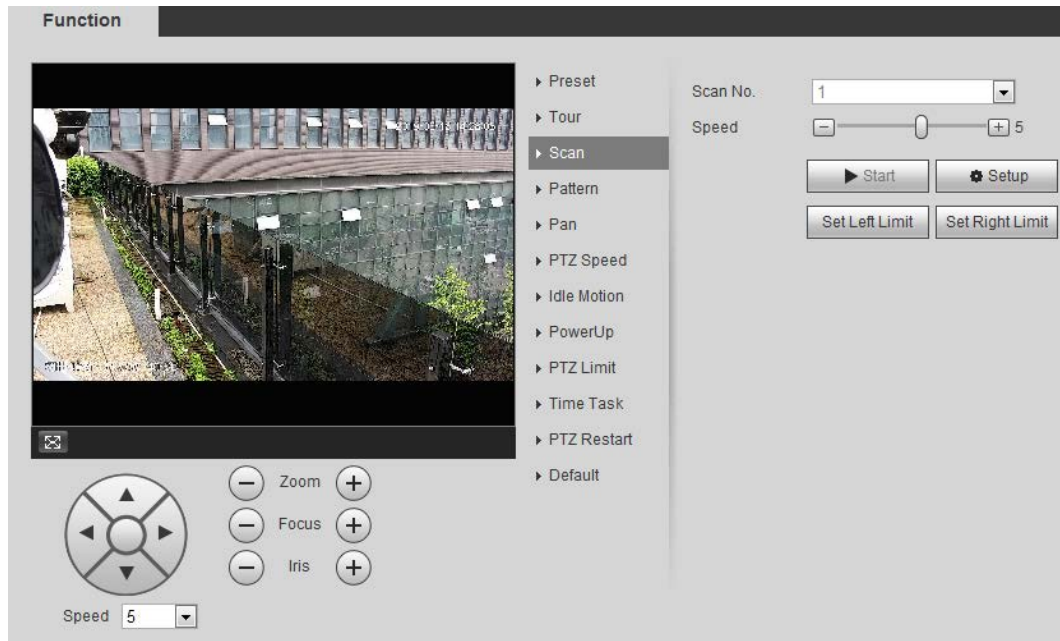 Function
Preset
Tour
Scan
Pattern
Pan
PTZ Speed
Idle Motion
PowerUp
PTZ Limit
Time Task
PTZ Restart
Default
Scan No. 1
Speed 5
Start Setup
Set Left Limit Set Right Limit
Zoom
Focus
Iris
Speed 5